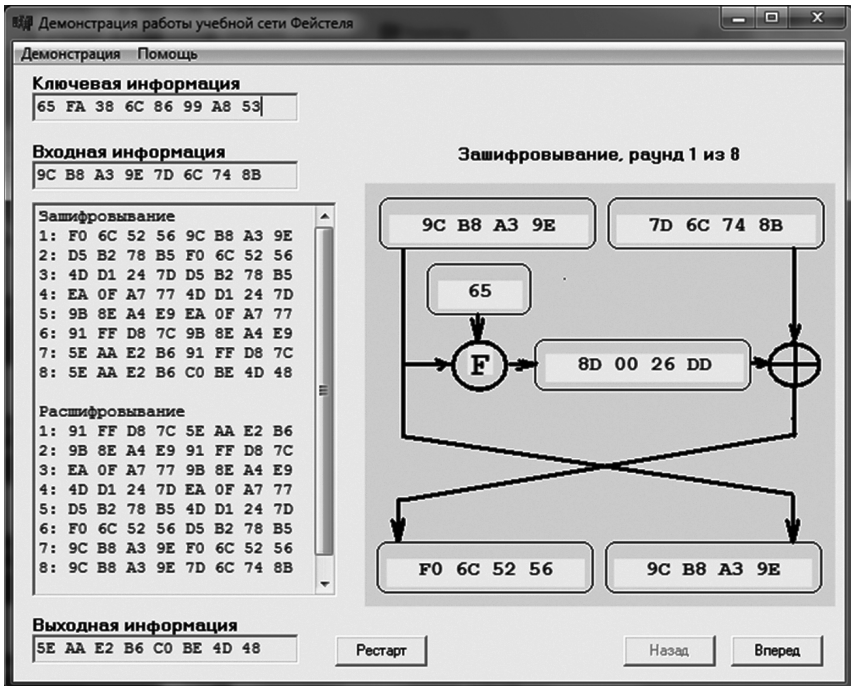 Демонстрация работы учебной сети Фейстеля
Демонстрация Помощь
Ключевая информация
65 FA 38 6C 86 99 A8 53
Входная информация
9C B8 A3 9E 7D 6C 74 8B
Зашифровывание
1: F0 6C 52 56 9C B8 A3 9E
2: D5 B2 78 B5 F0 6C 52 56
3: 4D D1 24 7D D5 B2 78 B5
4: EA 0F A7 77 4D D1 24 7D
5: 9B 8E A4 E9 EA 0F A7 77
6: 91 FF D8 7C 9B 8E A4 E9
7: 5E AA E2 B6 91 FF D8 7C
8: 5E AA E2 B6 C0 BE 4D 48
Расшифровывание
1: 91 FF D8 7C 5E AA E2 B6
2: 9B 8E A4 E9 91 FF D8 7C
3: EA 0F A7 77 9B 8E A4 E9
4: 4D D1 24 7D EA 0F A7 77
5: D5 B2 78 B5 4D D1 24 7D
6: F0 6C 52 56 D5 B2 78 B5
7: 9C B8 A3 9E F0 6C 52 56
8: 9C B8 A3 9E 7D 6C 74 8B
Выходная информация
5E AA E2 B6 C0 BE 4D 48
Зашифровывание, раунд 1 из 8
9C B8 A3 9E 7D 6C 74 8B
65
F 8D 00 26 DD
F0 6C 52 56 9C B8 A3 9E
Рестарт Назад Вперед